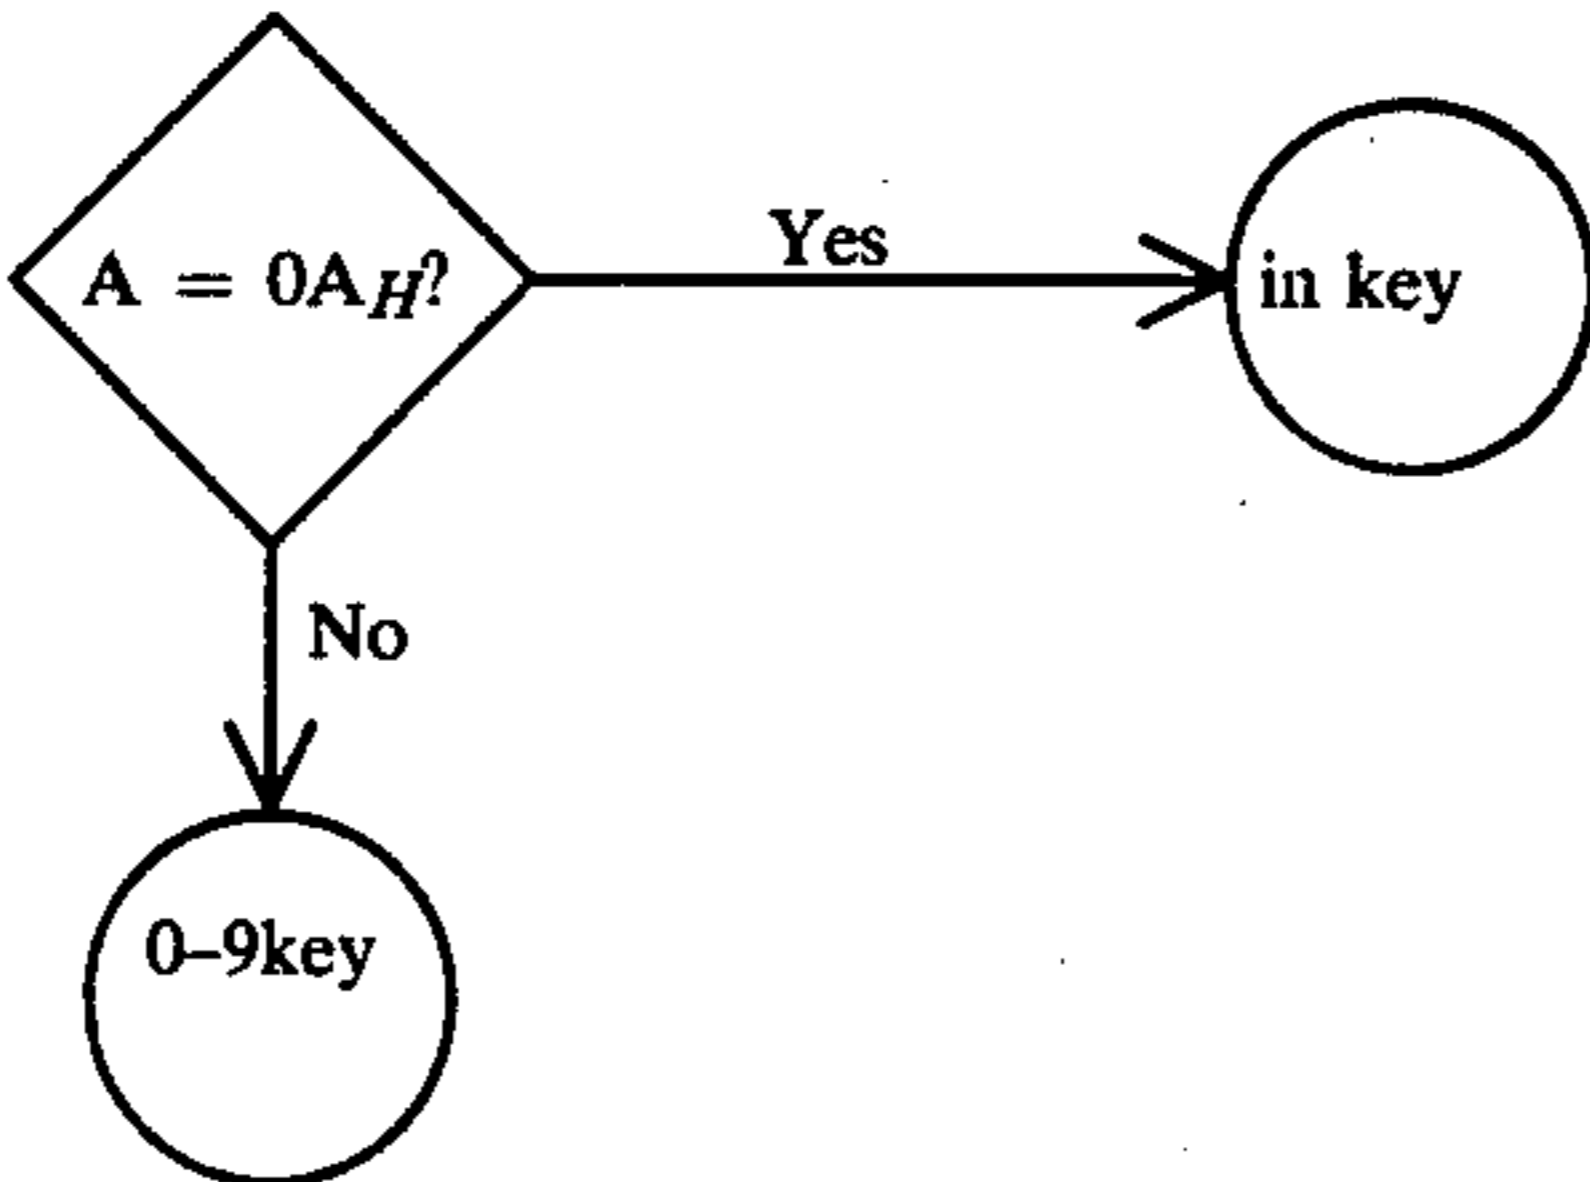 A = 0A_H?
Yes
in key
No
0–9key